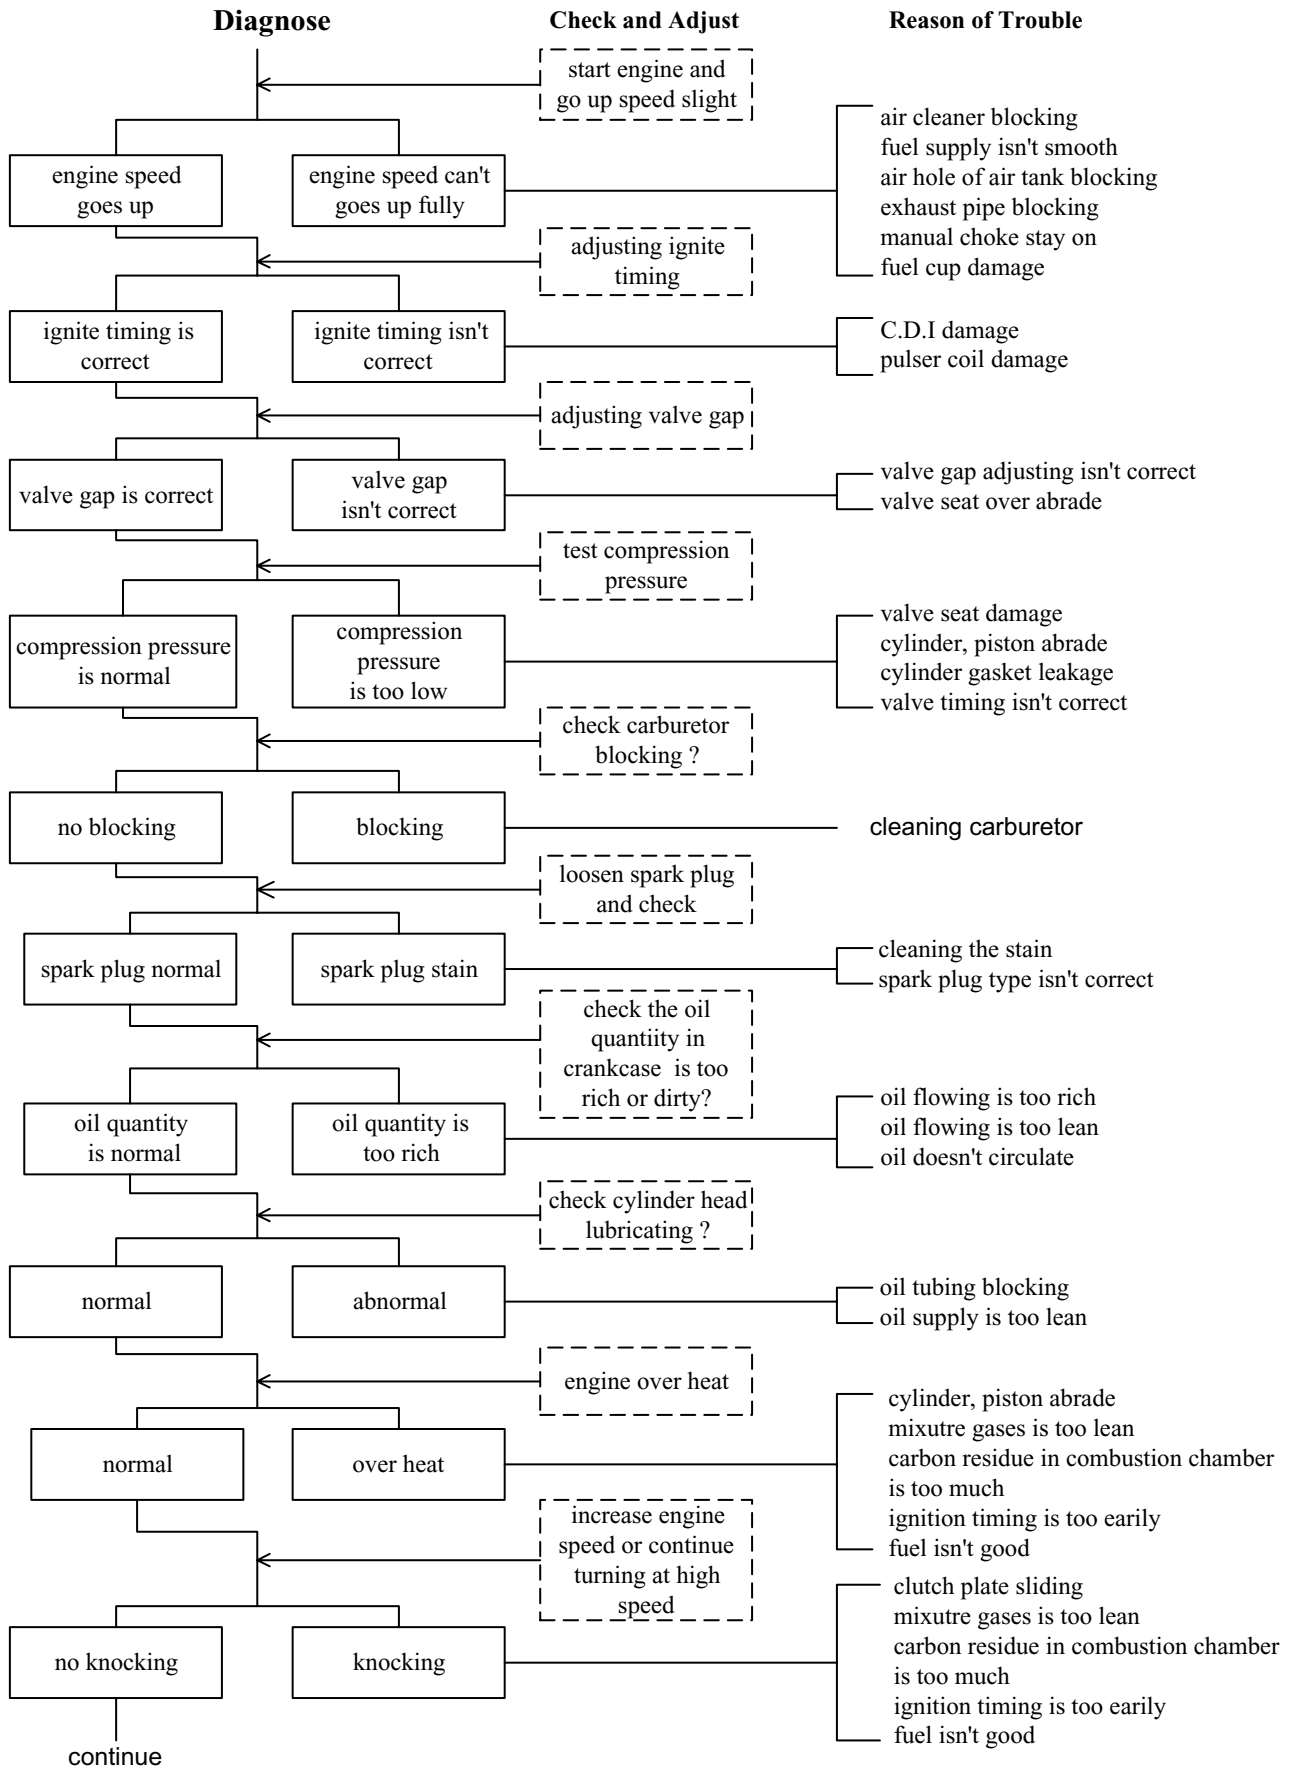 Diagnose
Check and Adjust
Reason of Trouble
start engine and
go up speed slight
engine speed
goes up
engine speed can't
goes up fully
air cleaner blocking
fuel supply isn't smooth
air hole of air tank blocking
exhaust pipe blocking
manual choke stay on
fuel cup damage
adjusting ignite
timing
ignite timing is
correct
ignite timing isn't
correct
C.D.I damage
pulser coil damage
adjusting valve gap
valve gap is correct
valve gap
isn't correct
valve gap adjusting isn't correct
valve seat over abrade
test compression
pressure
compression pressure
is normal
compression
pressure
is too low
valve seat damage
cylinder, piston abrade
cylinder gasket leakage
valve timing isn't correct
check carburetor
blocking ?
no blocking
blocking
cleaning carburetor
loosen spark plug
and check
spark plug normal
spark plug stain
cleaning the stain
spark plug type isn't correct
check the oil
quantiity in
crankcase is too
rich or dirty?
oil quantity
is normal
oil quantity is
too rich
oil flowing is too rich
oil flowing is too lean
oil doesn't circulate
check cylinder head
lubricating ?
normal
abnormal
oil tubing blocking
oil supply is too lean
engine over heat
normal
over heat
cylinder, piston abrade
mixutre gases is too lean
carbon residue in combustion chamber
is too much
ignition timing is too earily
fuel isn't good
increase engine
speed or continue
turning at high
speed
no knocking
knocking
clutch plate sliding
mixutre gases is too lean
carbon residue in combustion chamber
is too much
ignition timing is too earily
fuel isn't good
continue